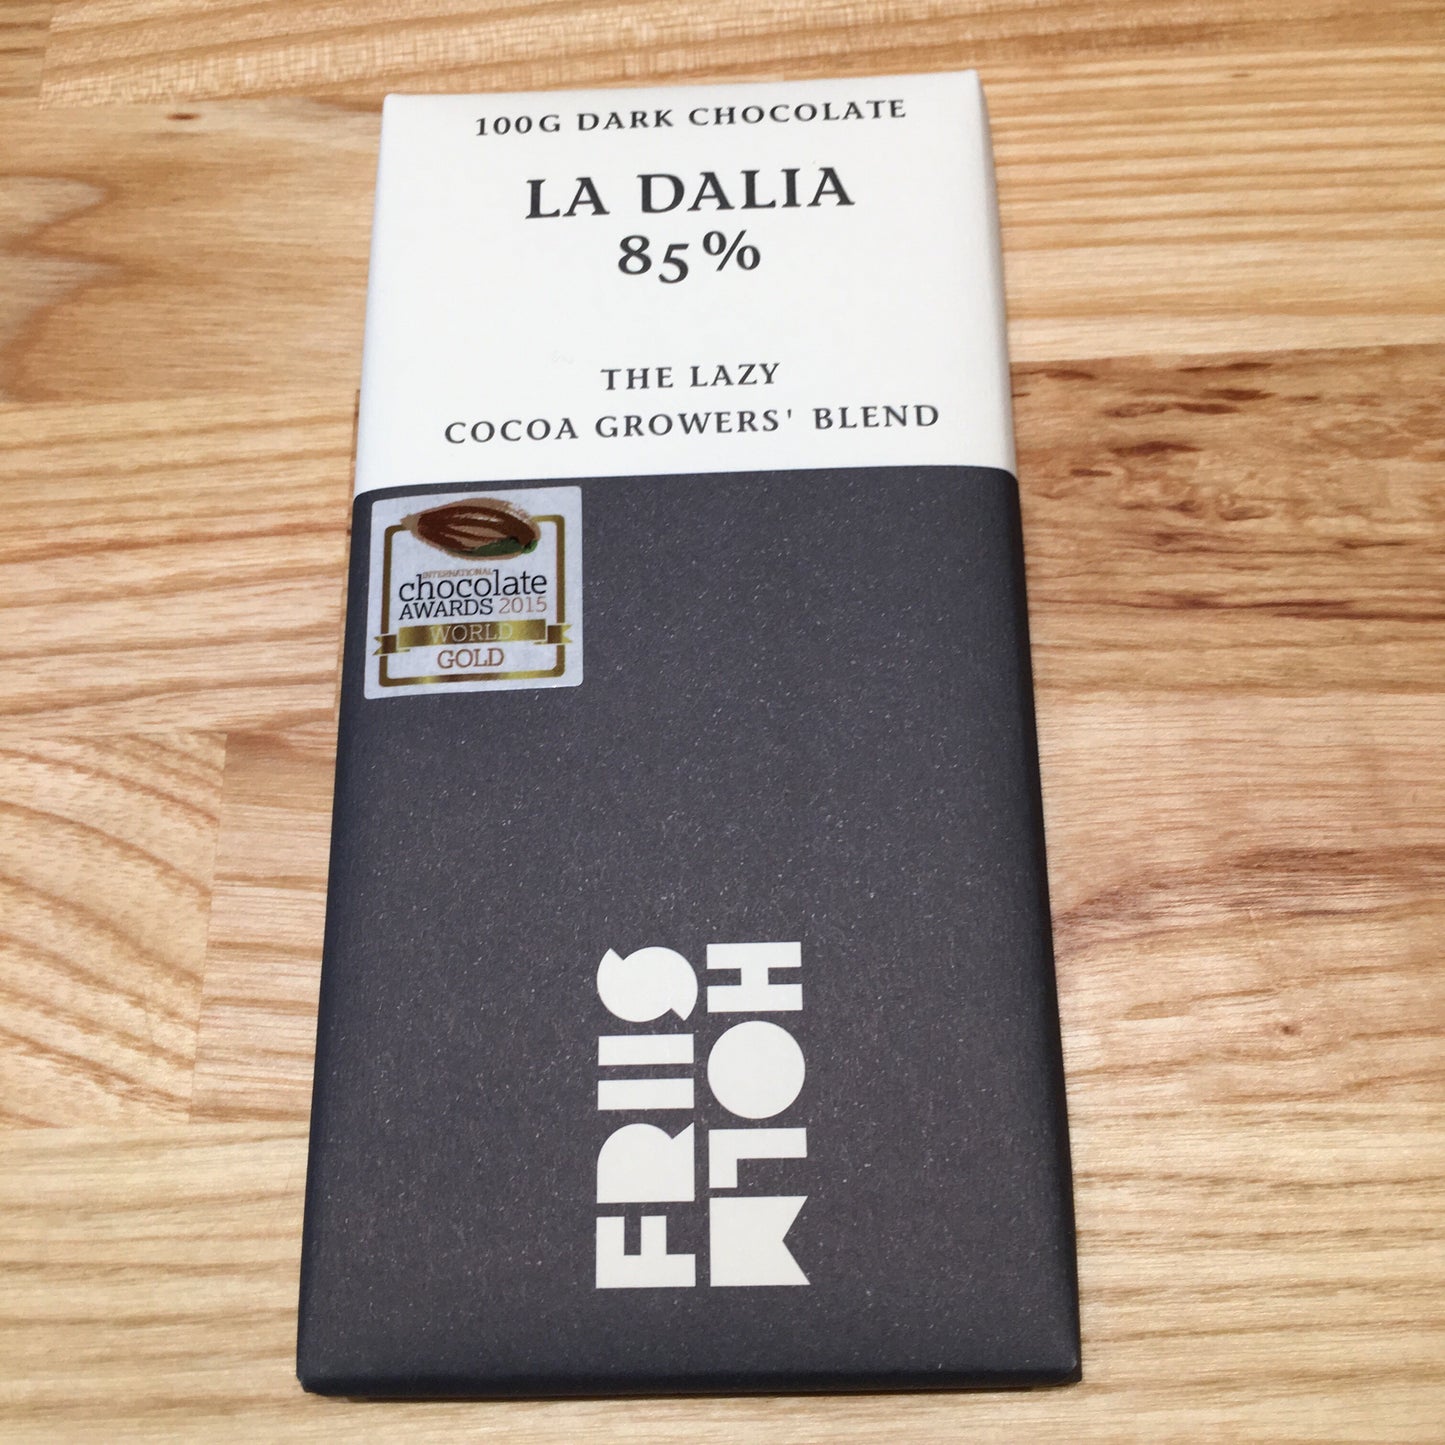 100G DARK CHOCOLATE
LA DALIA
85%
THE LAZY
COCOA GROWERS' BLEND
INTERNATIONAL
chocolate
AWARDS 2015
WORLD
GOLD
FRIIS
HOLM